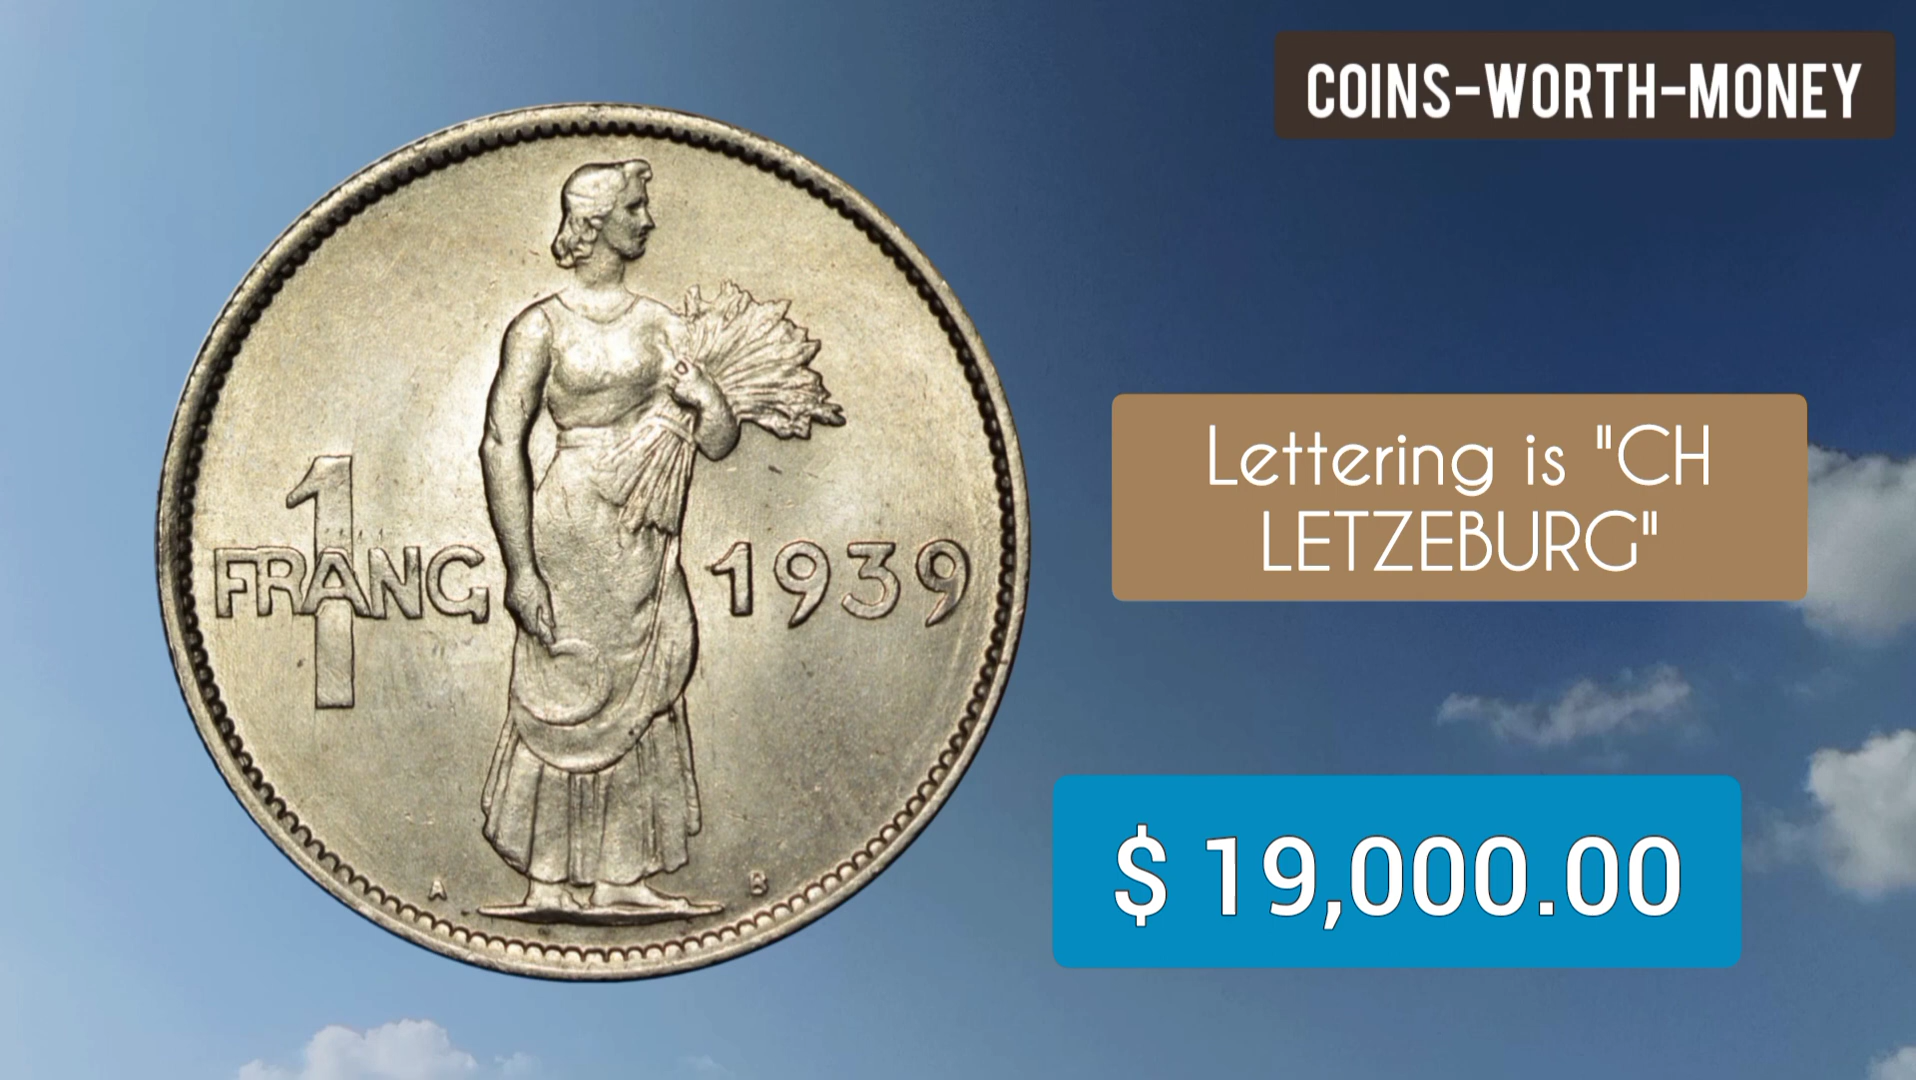 COINS-WORTH-MONEY
Lettering is "CH
LETZEBURG"
1
FRANG 1939
$ 19,000.00
A B